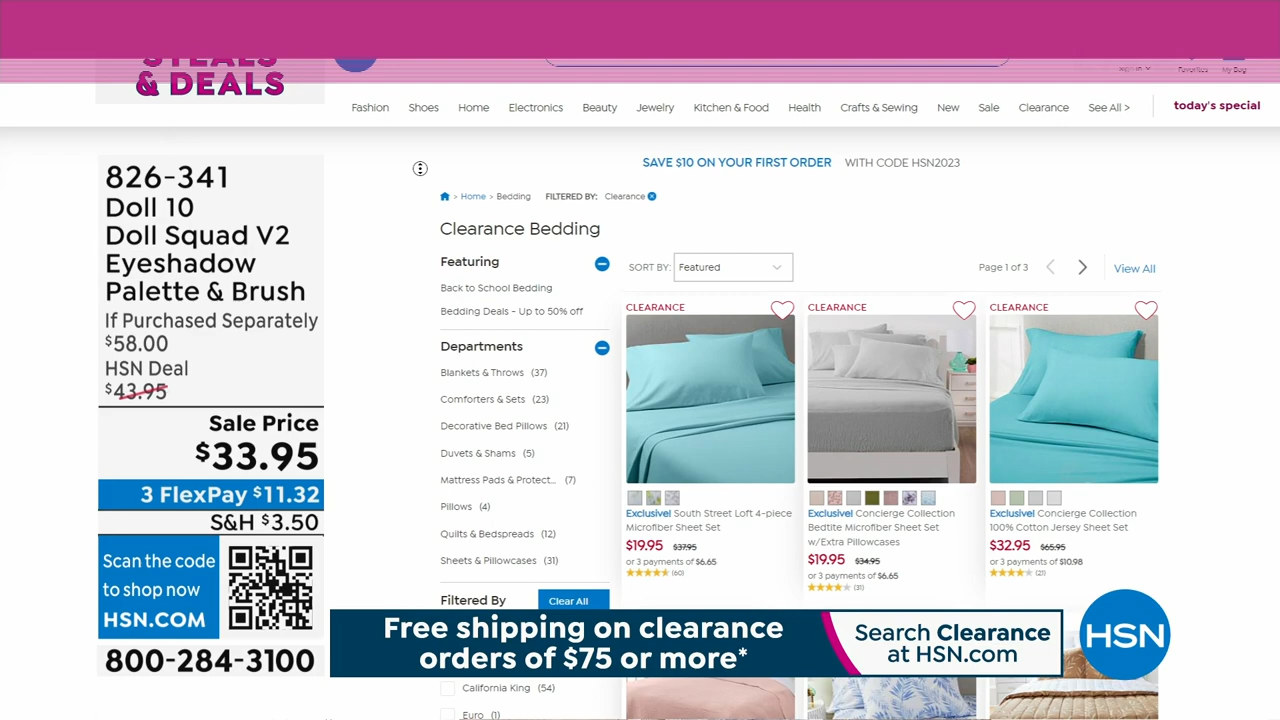 STEALS
& DEALS
826-341
Doll 10
Doll Squad V2
Eyeshadow
Palette & Brush
If Purchased Separately
$58.00
HSN Deal
$43.95
Sale Price
$33.95
3 FlexPay $11.32
S&H $3.50
Scan the code
to shop now
HSN.COM
800-284-3100
Favorites My Bag
Fashion Shoes Home Electronics Beauty Jewelry Kitchen & Food Health Crafts & Sewing New Sale Clearance See All > today's special
SAVE $10 ON YOUR FIRST ORDER WITH CODE HSN2023
> Home > Bedding FILTERED BY: Clearance
Clearance Bedding
Featuring
Back to School Bedding
Bedding Deals - Up to 50% off
Departments
Blankets & Throws (37)
Comforters & Sets (23)
Decorative Bed Pillows (21)
Duvets & Shams (5)
Mattress Pads & Protect... (7)
Pillows (4)
Quilts & Bedspreads (12)
Sheets & Pillowcases (31)
Filtered By Clear All
California King (54)
Euro (1)
SORT BY: Featured Page 1 of 3 View All
CLEARANCE CLEARANCE CLEARANCE
Exclusive! South Street Loft 4-piece
Microfiber Sheet Set
$19.95 $37.95
or 3 payments of $6.65
(60)
Exclusive! Concierge Collection
Bedtite Microfiber Sheet Set
w/Extra Pillowcases
$19.95 $34.95
or 3 payments of $6.65
(31)
Exclusive! Concierge Collection
100% Cotton Jersey Sheet Set
$32.95 $65.95
or 3 payments of $10.98
(21)
Free shipping on clearance
orders of $75 or more*
Search Clearance
at HSN.com
HSN